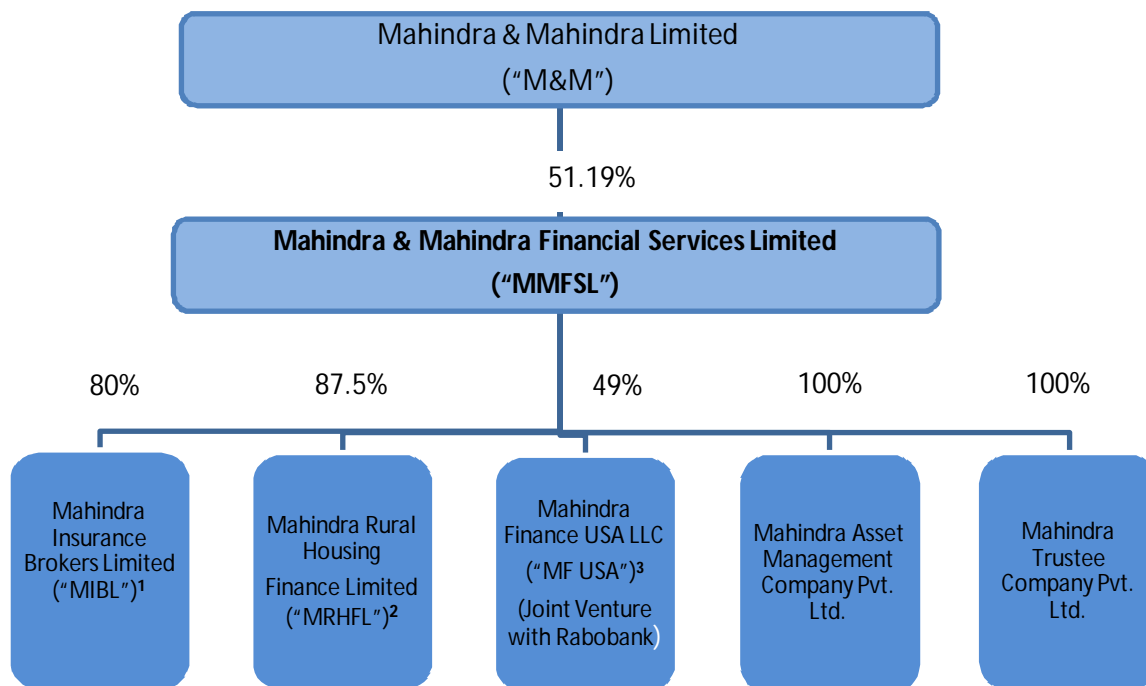 Mahindra & Mahindra Limited
(“M&M”)
51.19%
Mahindra & Mahindra Financial Services Limited
(“MMFSL”)
80%
87.5%
49%
100%
100%
Mahindra
Insurance
Brokers Limited
(“MIBL”)¹
Mahindra Rural
Housing
Finance Limited
(“MRHFL”)²
Mahindra
Finance USA LLC
(“MF USA”)³
(Joint Venture
with Rabobank)
Mahindra Asset
Management
Company Pvt.
Ltd.
Mahindra
Trustee
Company Pvt.
Ltd.